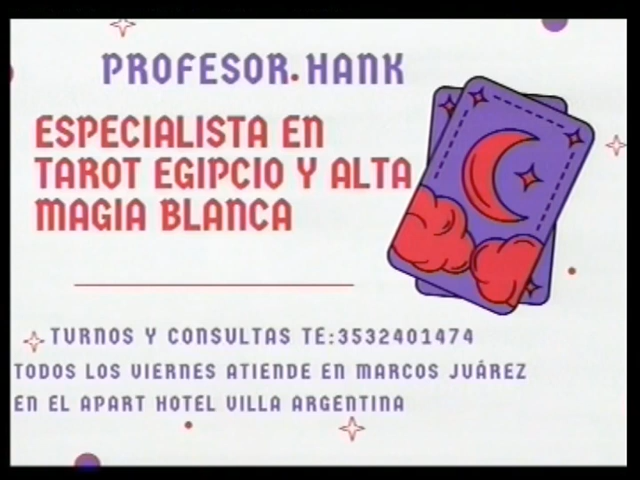 PROFESOR.HANK
ESPECIALISTA EN
TAROT EGIPCIO Y ALTA
MAGIA BLANCA
TURNOS Y CONSULTAS TE:3532401474
TODOS LOS VIERNES ATIENDE EN MARCOS JUÁREZ
EN EL APART HOTEL VILLA ARGENTINA